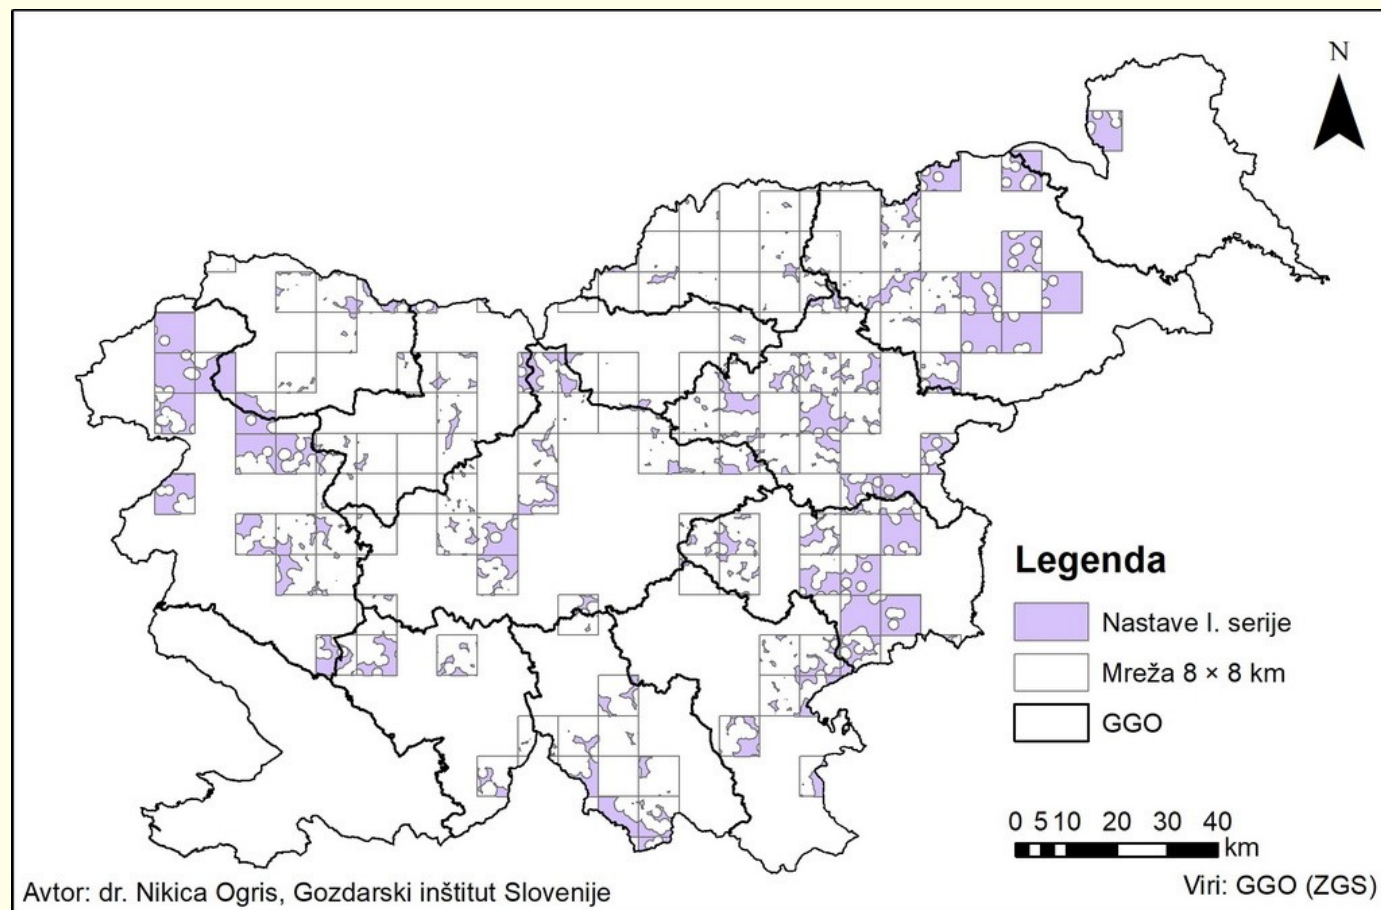 N
Legenda
Nastave I. serije
Mreža 8 × 8 km
GGO
0 5 10 20 30 40
km
Avtor: dr. Nikica Ogris, Gozdarski inštitut Slovenije
Viri: GGO (ZGS)